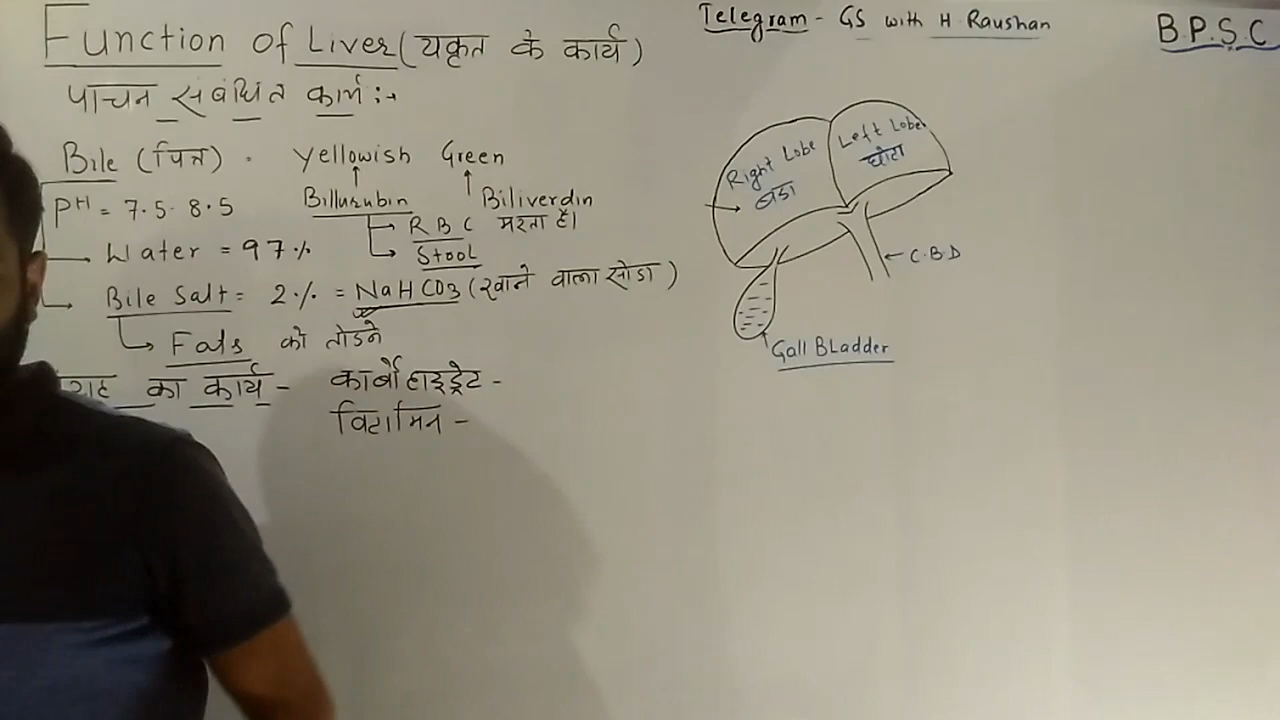 Function of Liver (यकृत के कार्य)
पाचन संबंधित कार्य :→
Bile (पित्त) - Yellowish Green
Billurubin Biliverdin
PH = 7.5-8.5
RBC मरता है।
Water = 97%
Stool
Bile Salt = 2% = NaHCO3 (खाने वाला सोडा)
Fats को तोडने
का कार्य - कार्बोहाइड्रेट -
विटामिन -
Telegram - GS with H Raushan
B.P.S.C
Right Lobe
बडा
Left Lobe
छोटा
C.B.D
Gall BLadder